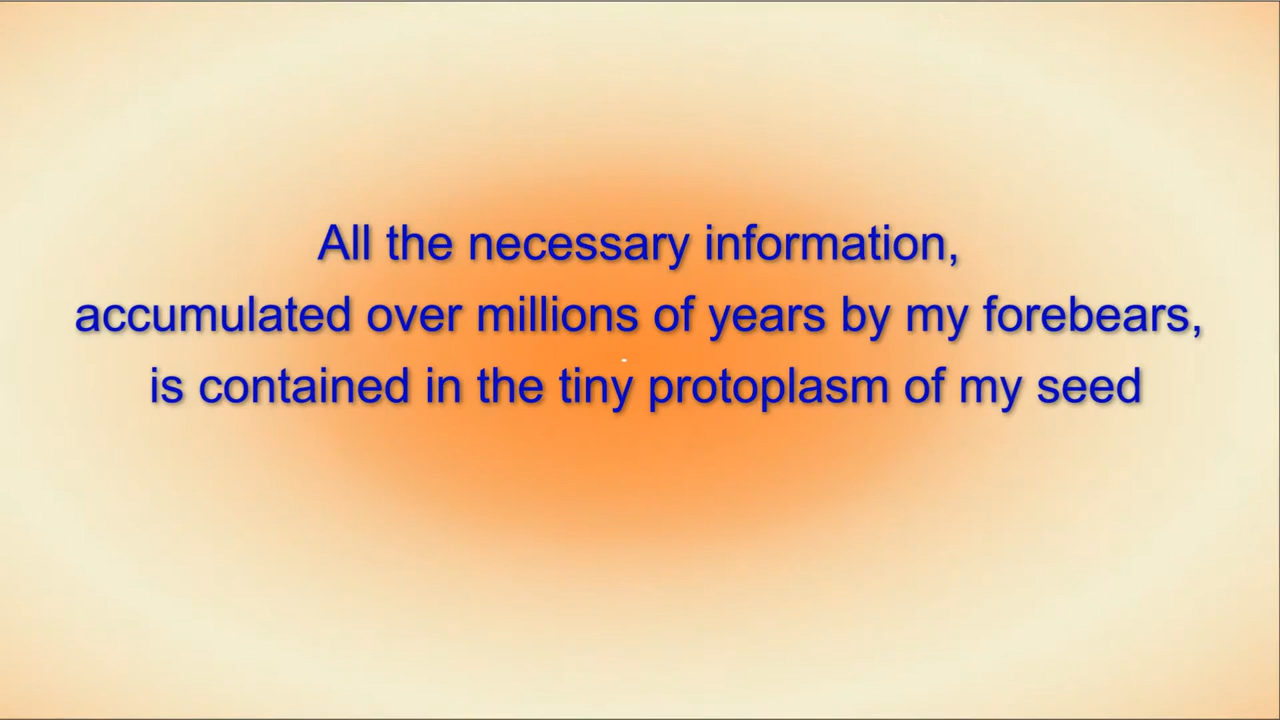 All the necessary information,
accumulated over millions of years by my forebears,
is contained in the tiny protoplasm of my seed